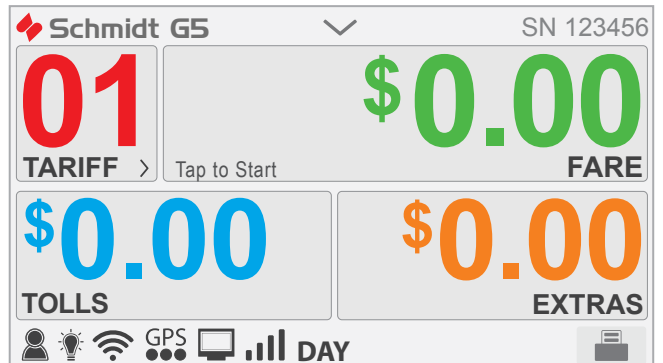 Schmidt G5 SN 123456
01 $0.00
TARIFF > Tap to Start FARE
$0.00 $0.00
TOLLS EXTRAS
GPS DAY